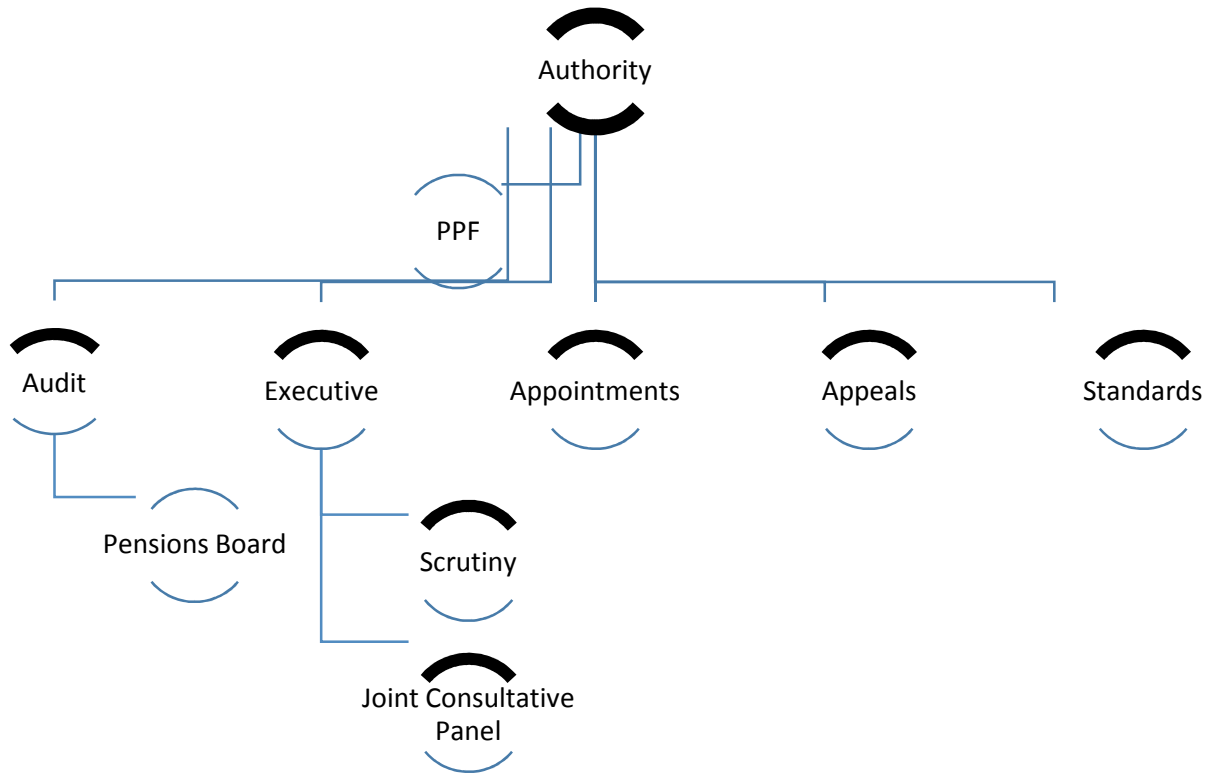 Authority
PPF
Audit
Executive
Appointments
Appeals
Standards
Pensions Board
Scrutiny
Joint Consultative
Panel